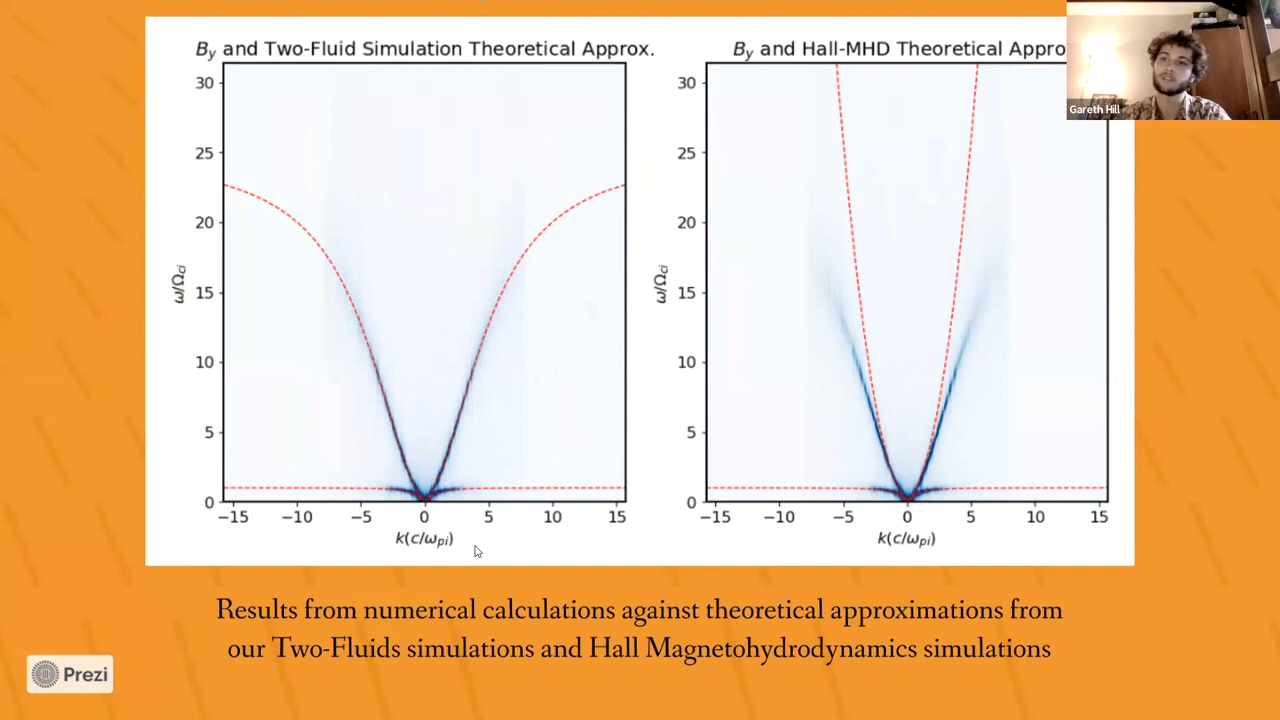 B_y and Two-Fluid Simulation Theoretical Approx.
30
25
20
15
10
5
0
ω/Ω_ci
−15 −10 −5 0 5 10 15
k(c/ω_pi)
B_y and Hall-MHD Theoretical Appro
30
25
20
15
10
5
0
ω/Ω_ci
−15 −10 −5 0 5 10 15
k(c/ω_pi)
Gareth Hill
Results from numerical calculations against theoretical approximations from
our Two-Fluids simulations and Hall Magnetohydrodynamics simulations
Prezi